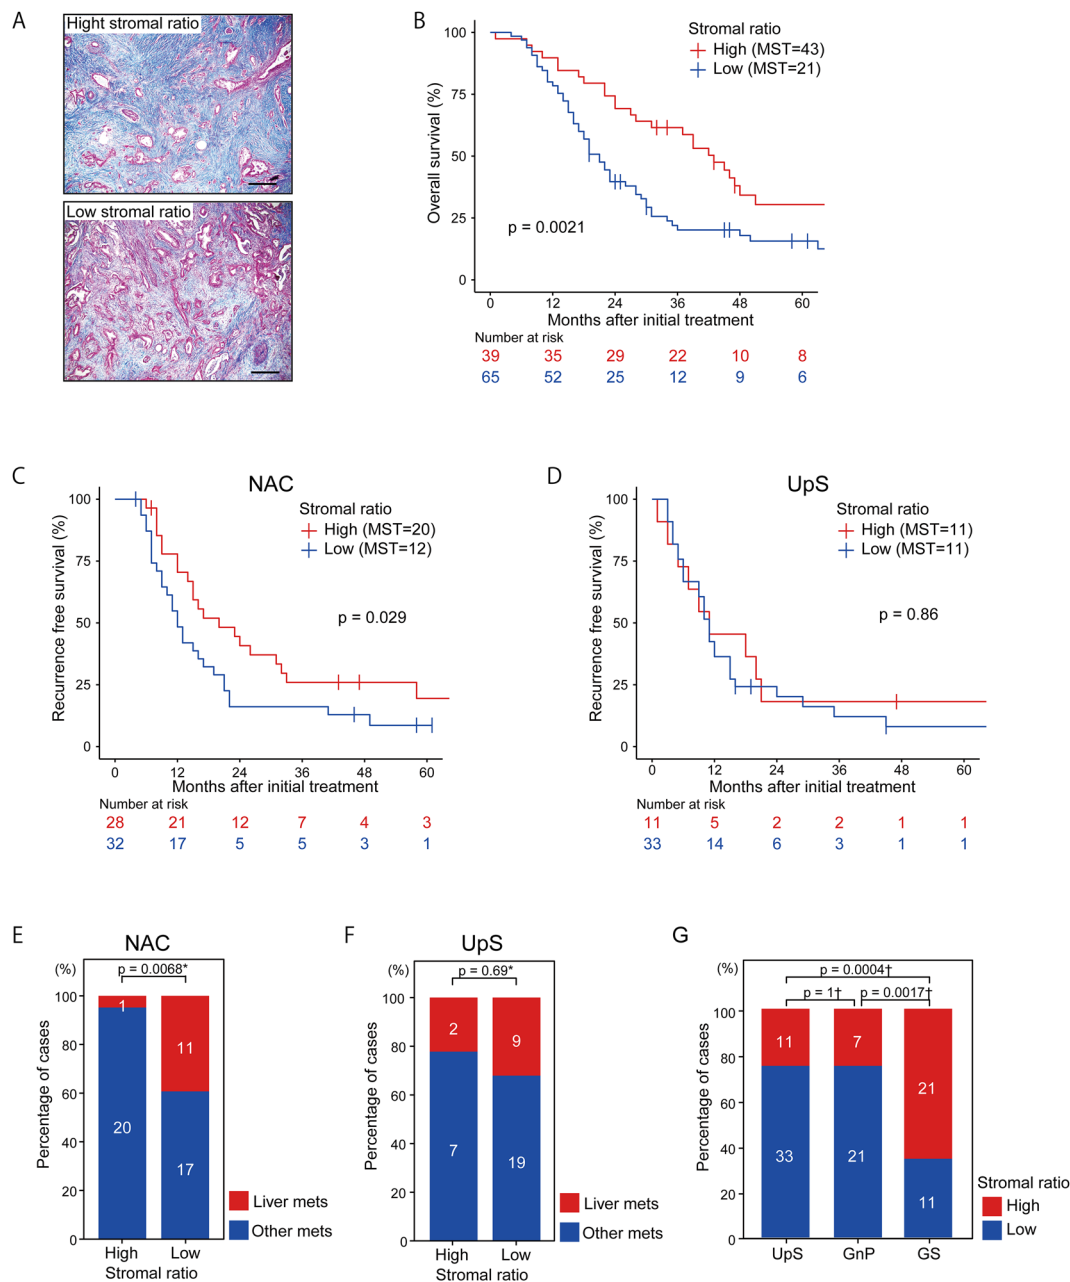 A
Hight stromal ratio
Low stromal ratio
B
Stromal ratio
High (MST=43)
Low (MST=21)
Overall survival (%)
100
75
50
25
0
p = 0.0021
0 12 24 36 48 60
Months after initial treatment
Number at risk
39 35 29 22 10 8
65 52 25 12 9 6
C
NAC
Stromal ratio
High (MST=20)
Low (MST=12)
Recurrence free survival (%)
100
75
50
25
0
p = 0.029
0 12 24 36 48 60
Months after initial treatment
Number at risk
28 21 12 7 4 3
32 17 5 5 3 1
D
UpS
Stromal ratio
High (MST=11)
Low (MST=11)
Recurrence free survival (%)
100
75
50
25
0
p = 0.86
0 12 24 36 48 60
Months after initial treatment
Number at risk
11 5 2 2 1 1
33 14 6 3 1 1
E
NAC
(%)
p = 0.0068*
Percentage of cases
100
80
60
40
20
0
1
11
20
17
High Low
Stromal ratio
Liver mets
Other mets
F
UpS
(%)
p = 0.69*
Percentage of cases
100
80
60
40
20
0
2
9
7
19
High Low
Stromal ratio
Liver mets
Other mets
G
(%)
p = 0.0004†
p = 1†
p = 0.0017†
Percentage of cases
100
80
60
40
20
0
11
7
21
33
21
11
UpS GnP GS
Stromal ratio
High
Low